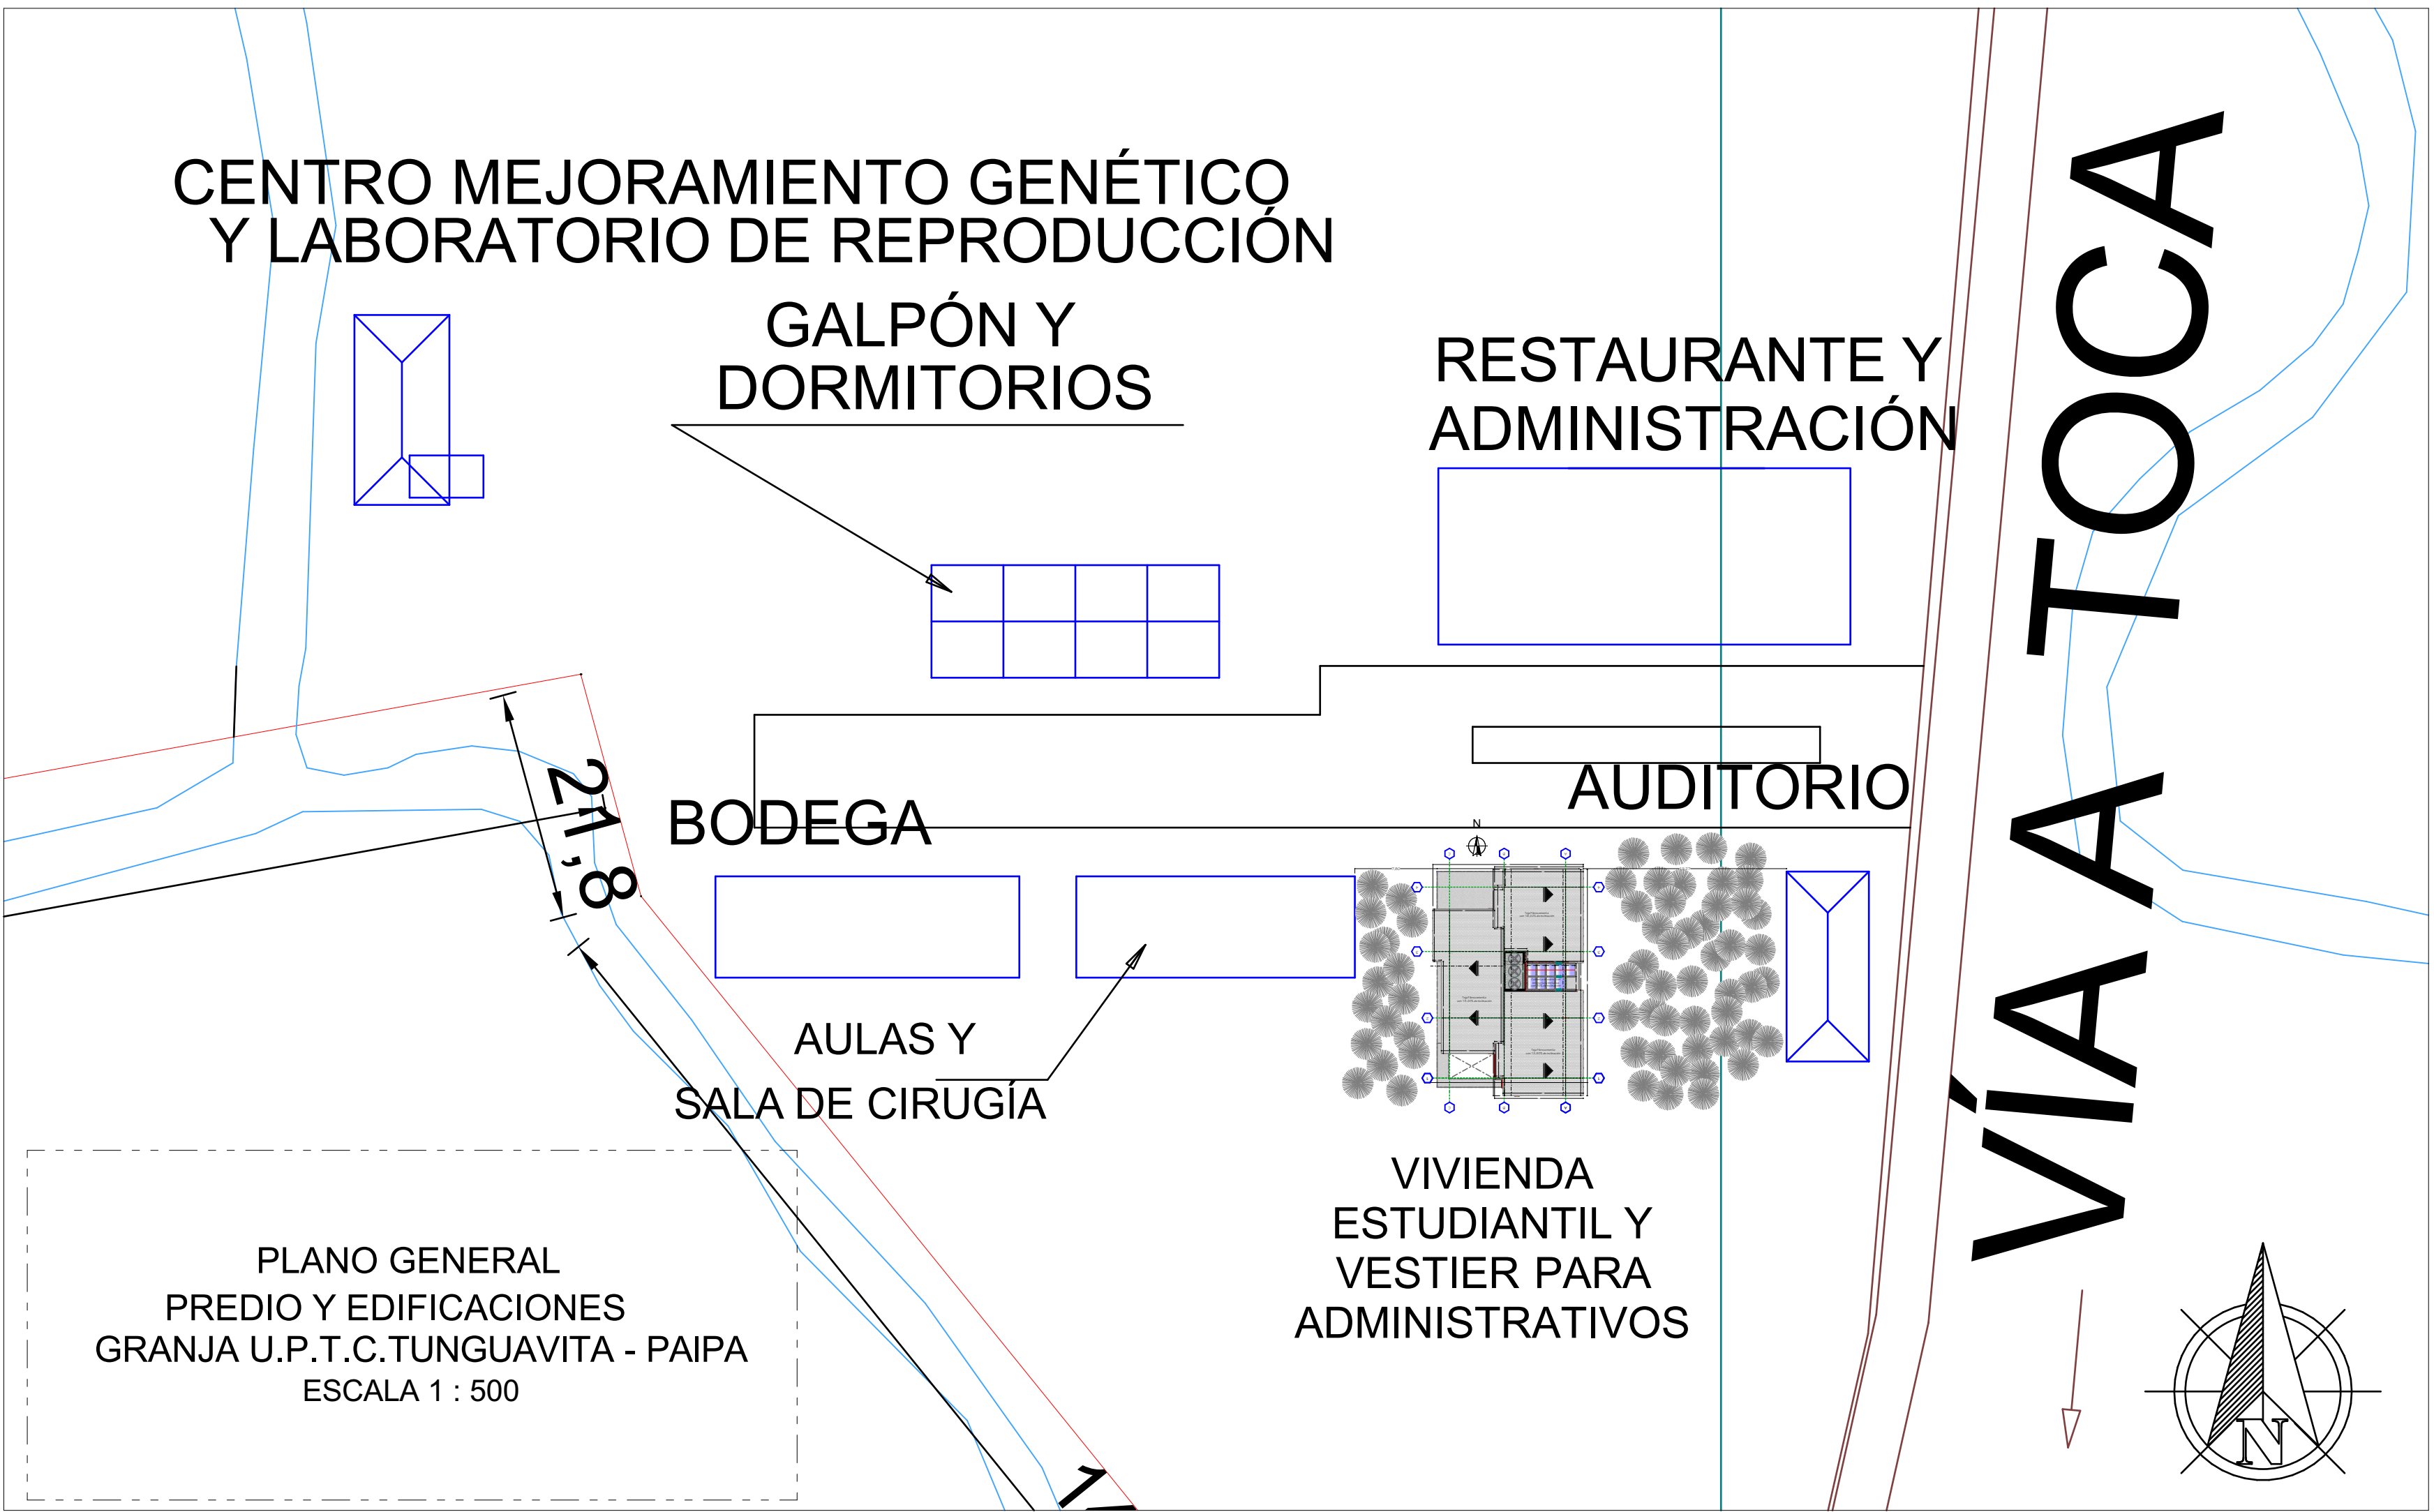 CENTRO MEJORAMIENTO GENÉTICO
Y LABORATORIO DE REPRODUCCIÓN
GALPÓN Y
DORMITORIOS
RESTAURANTE Y
ADMINISTRACIÓN
VÍA A TOCA
21,8
BODEGA
AUDITORIO
N
AULAS Y
SALA DE CIRUGÍA
VIVIENDA
ESTUDIANTIL Y
VESTIER PARA
ADMINISTRATIVOS
PLANO GENERAL
PREDIO Y EDIFICACIONES
GRANJA U.P.T.C.TUNGUAVITA - PAIPA
ESCALA 1 : 500
N